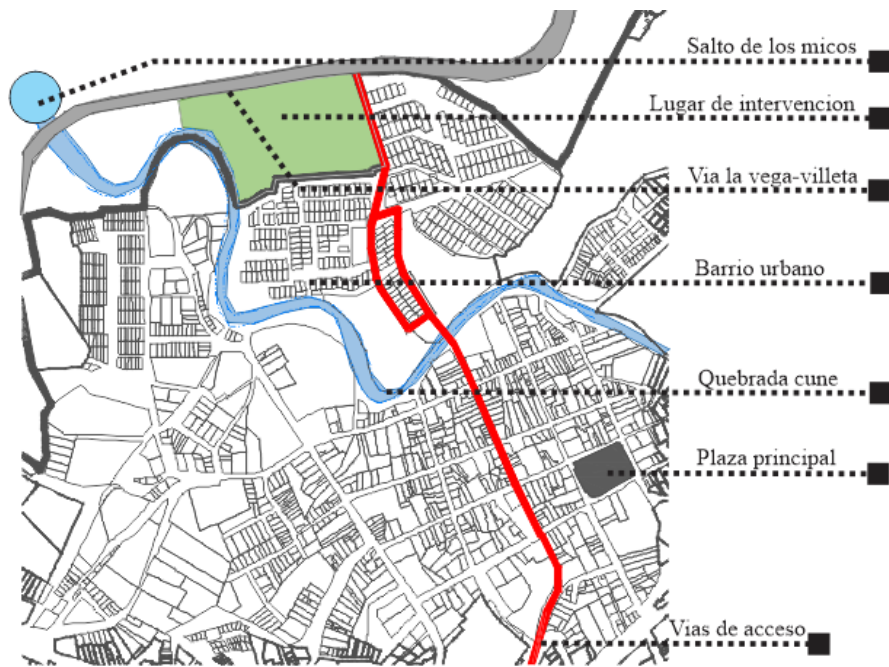 Salto de los micos
Lugar de intervencion
Via la vega-villeta
Barrio urbano
Quebrada cune
Plaza principal
Vias de acceso